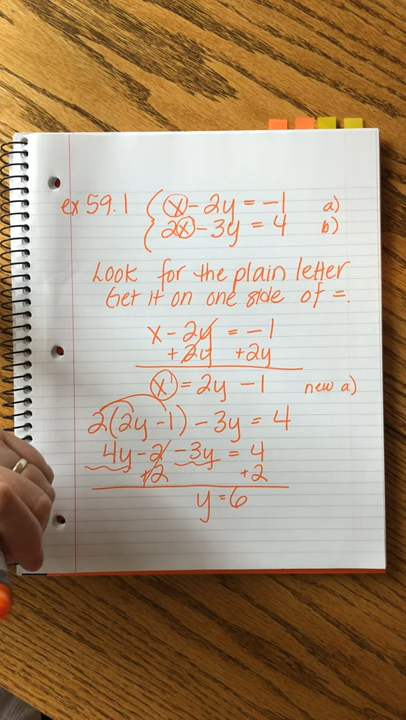 ex 59.1 { x - 2y = -1 a)
2x - 3y = 4 b)
Look for the plain letter
Get it on one side of =.
x - 2y = -1
+ 2y +2y
x' = 2y - 1 new a)
2(2y - 1) - 3y = 4
4y - 2 - 3y = 4
+2 +2
y = 6